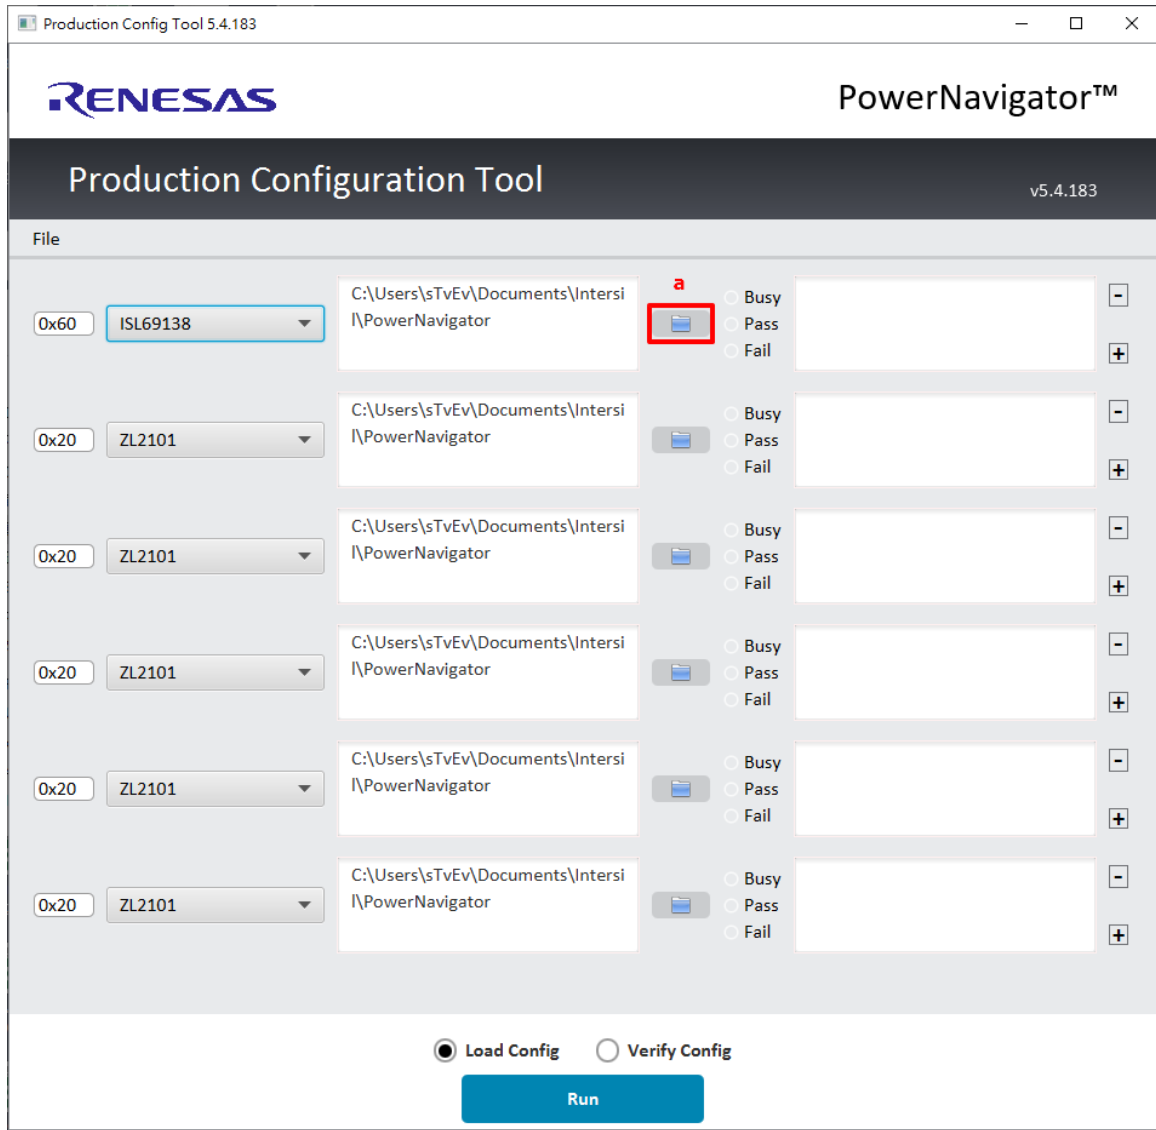 Production Config Tool 5.4.183
RENESAS
PowerNavigator™
Production Configuration Tool
v5.4.183
File
a
0x60
ISL69138
C:\Users\sTvEv\Documents\Intersi
l\PowerNavigator
Busy
Pass
Fail
-
+
0x20
ZL2101
C:\Users\sTvEv\Documents\Intersi
l\PowerNavigator
Busy
Pass
Fail
-
+
0x20
ZL2101
C:\Users\sTvEv\Documents\Intersi
l\PowerNavigator
Busy
Pass
Fail
-
+
0x20
ZL2101
C:\Users\sTvEv\Documents\Intersi
l\PowerNavigator
Busy
Pass
Fail
-
+
0x20
ZL2101
C:\Users\sTvEv\Documents\Intersi
l\PowerNavigator
Busy
Pass
Fail
-
+
0x20
ZL2101
C:\Users\sTvEv\Documents\Intersi
l\PowerNavigator
Busy
Pass
Fail
-
+
Load Config
Verify Config
Run